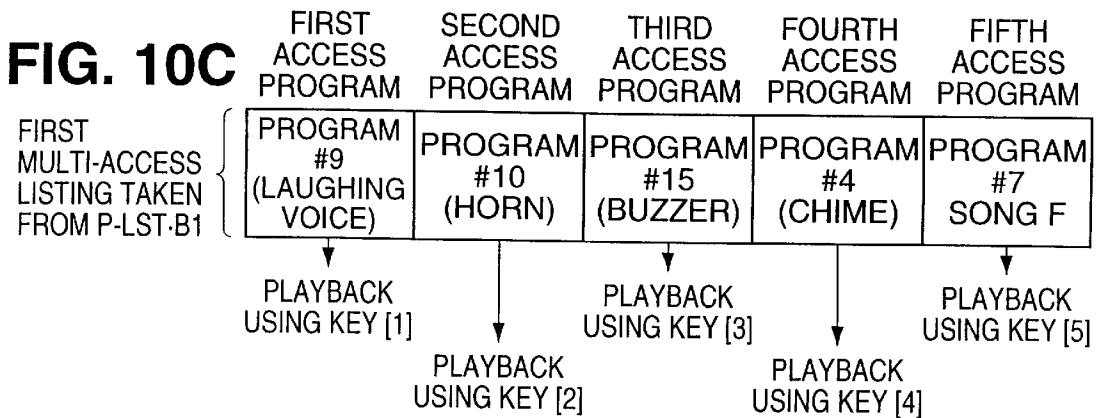 FIG. 10C
FIRST
ACCESS
PROGRAM
SECOND
ACCESS
PROGRAM
THIRD
ACCESS
PROGRAM
FOURTH
ACCESS
PROGRAM
FIFTH
ACCESS
PROGRAM
FIRST
MULTI-ACCESS
LISTING TAKEN
FROM P-LST·B1
PROGRAM
#9
(LAUGHING
VOICE)
PROGRAM
#10
(HORN)
PROGRAM
#15
(BUZZER)
PROGRAM
#4
(CHIME)
PROGRAM
#7
SONG F
PLAYBACK
USING KEY [1]
PLAYBACK
USING KEY [2]
PLAYBACK
USING KEY [3]
PLAYBACK
USING KEY [4]
PLAYBACK
USING KEY [5]